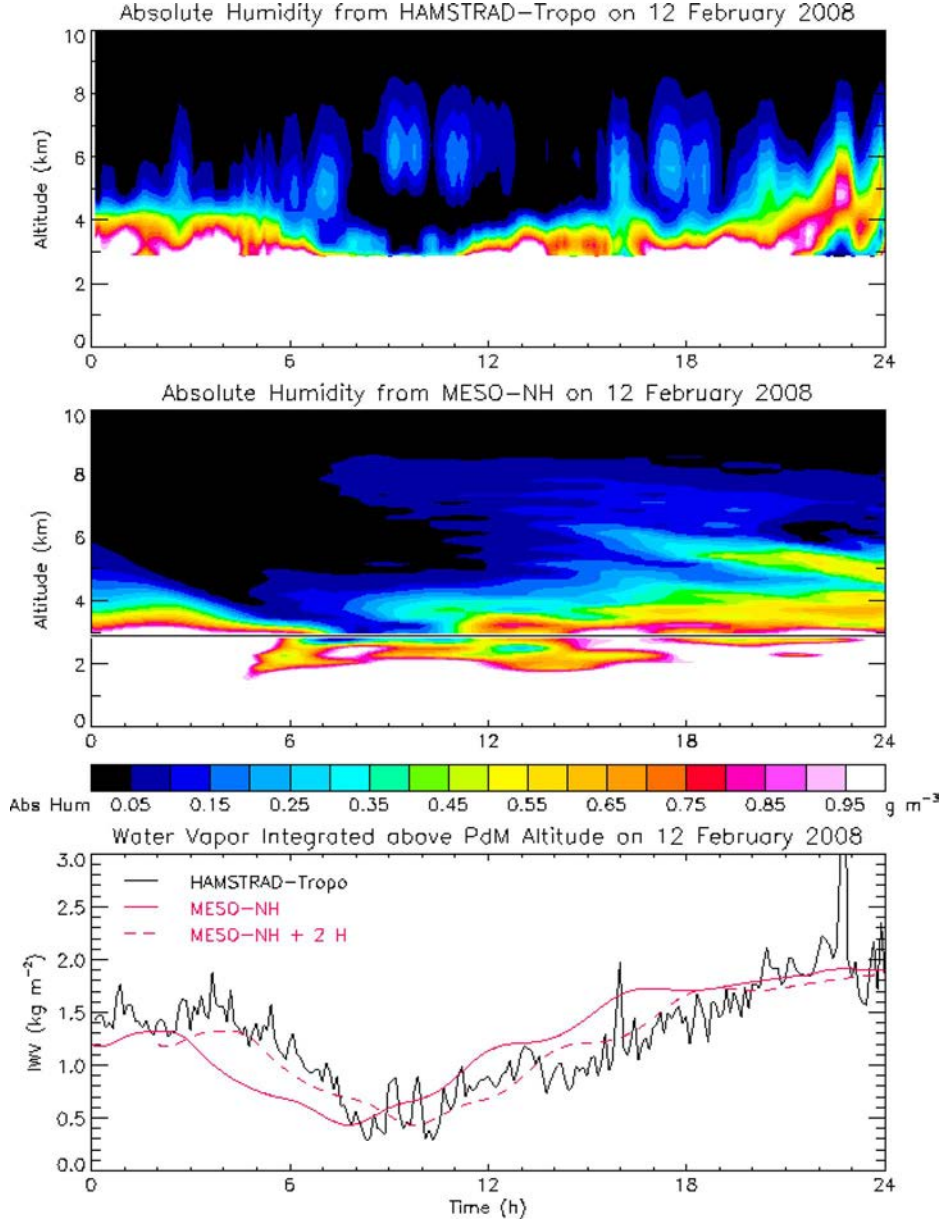 Absolute Humidity from HAMSTRAD-Tropo on 12 February 2008
10
8
6
4
2
0
Altitude (km)
0 6 12 18 24
Absolute Humidity from MESO-NH on 12 February 2008
10
8
6
4
2
0
Altitude (km)
0 6 12 18 24
Abs Hum 0.05 0.15 0.25 0.35 0.45 0.55 0.65 0.75 0.85 0.95 g m⁻³
Water Vapor Integrated above PdM Altitude on 12 February 2008
3.0
2.5
2.0
1.5
1.0
0.5
0.0
IWV (kg m⁻²)
HAMSTRAD-Tropo
MESO-NH
MESO-NH + 2 H
0 6 12 18 24
Time (h)